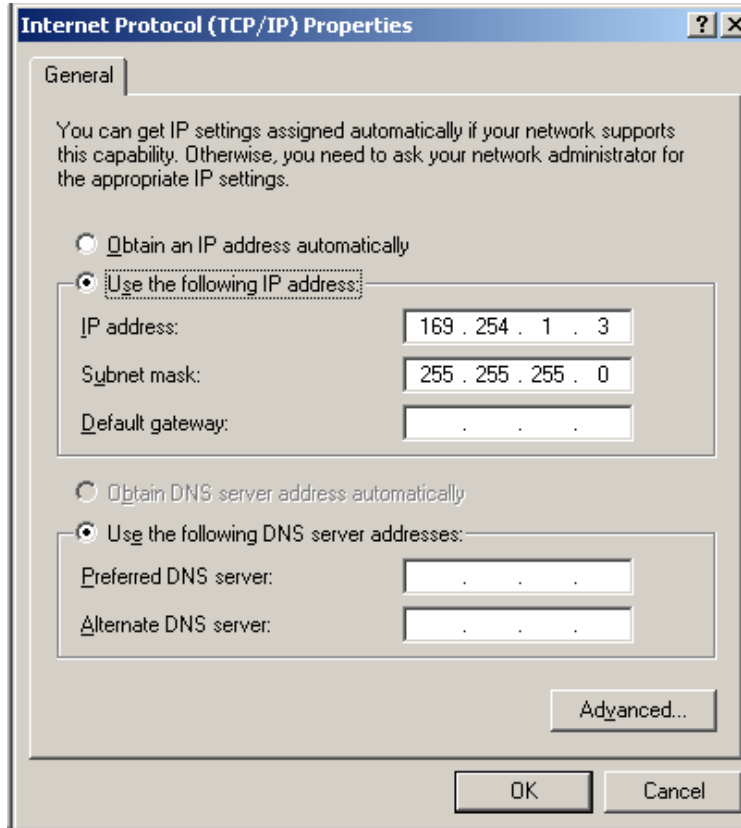 Internet Protocol (TCP/IP) Properties
General
You can get IP settings assigned automatically if your network supports
this capability. Otherwise, you need to ask your network administrator for
the appropriate IP settings.
Obtain an IP address automatically
Use the following IP address:
IP address: 169 . 254 . 1 . 3
Subnet mask: 255 . 255 . 255 . 0
Default gateway: . . .
Obtain DNS server address automatically
Use the following DNS server addresses:
Preferred DNS server: . . .
Alternate DNS server: . . .
Advanced...
OK Cancel